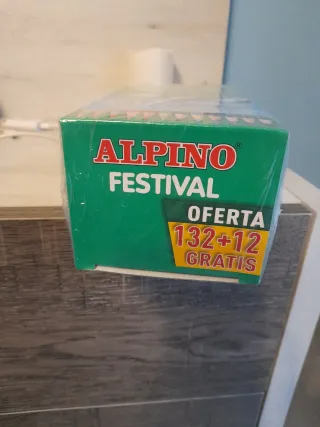 ALPINO®
FESTIVAL
OFERTA
132+12
GRATIS